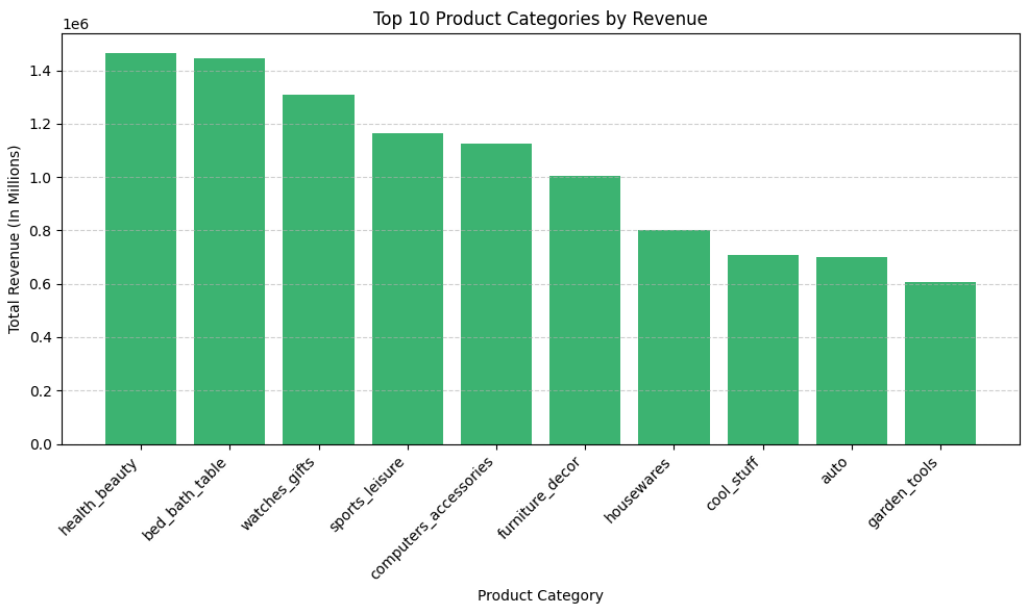 Top 10 Product Categories by Revenue
1e6
Total Revenue (In Millions)
1.4
1.2
1.0
0.8
0.6
0.4
0.2
0.0
health_beauty
bed_bath_table
watches_gifts
sports_leisure
computers_accessories
furniture_decor
housewares
cool_stuff
auto
garden_tools
Product Category